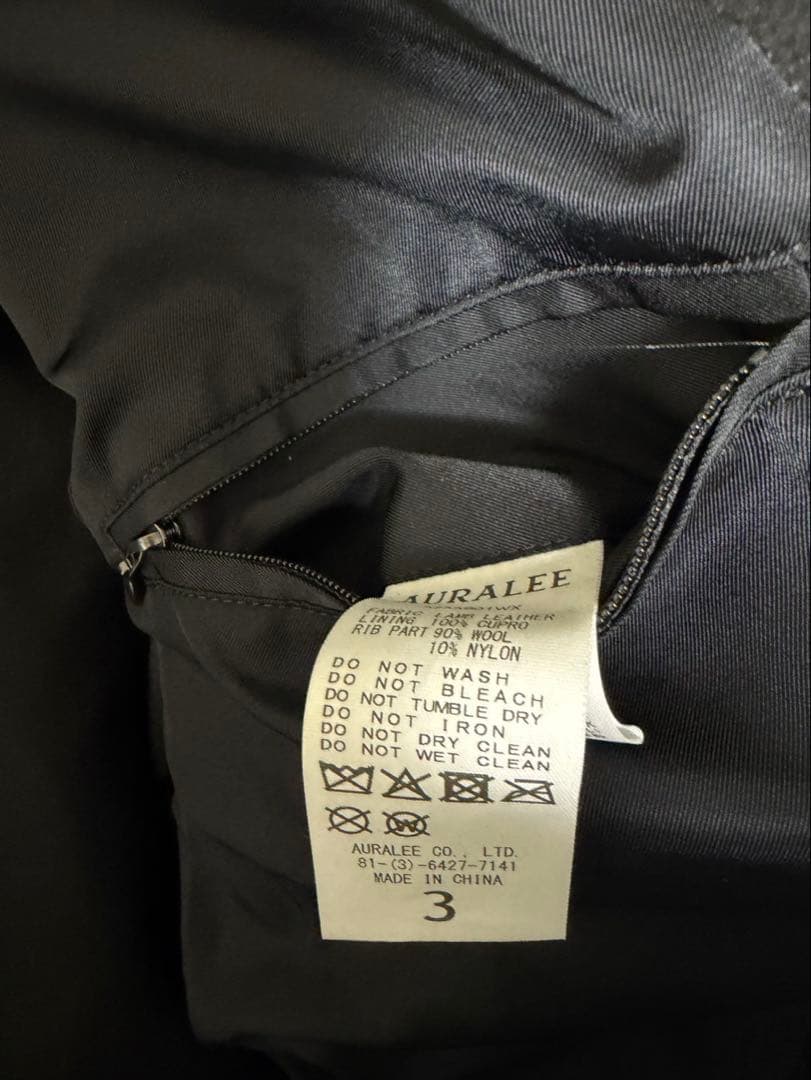 AURALEE
FABRIC LAMB LEATHER
LINING 100% CUPRO
RIB PART 90% WOOL
10% NYLON
DO NOT WASH
DO NOT BLEACH
DO NOT TUMBLE DRY
DO NOT IRON
DO NOT DRY CLEAN
DO NOT WET CLEAN
W
AURALEE CO., LTD.
81-(3)-6427-7141
MADE IN CHINA
3